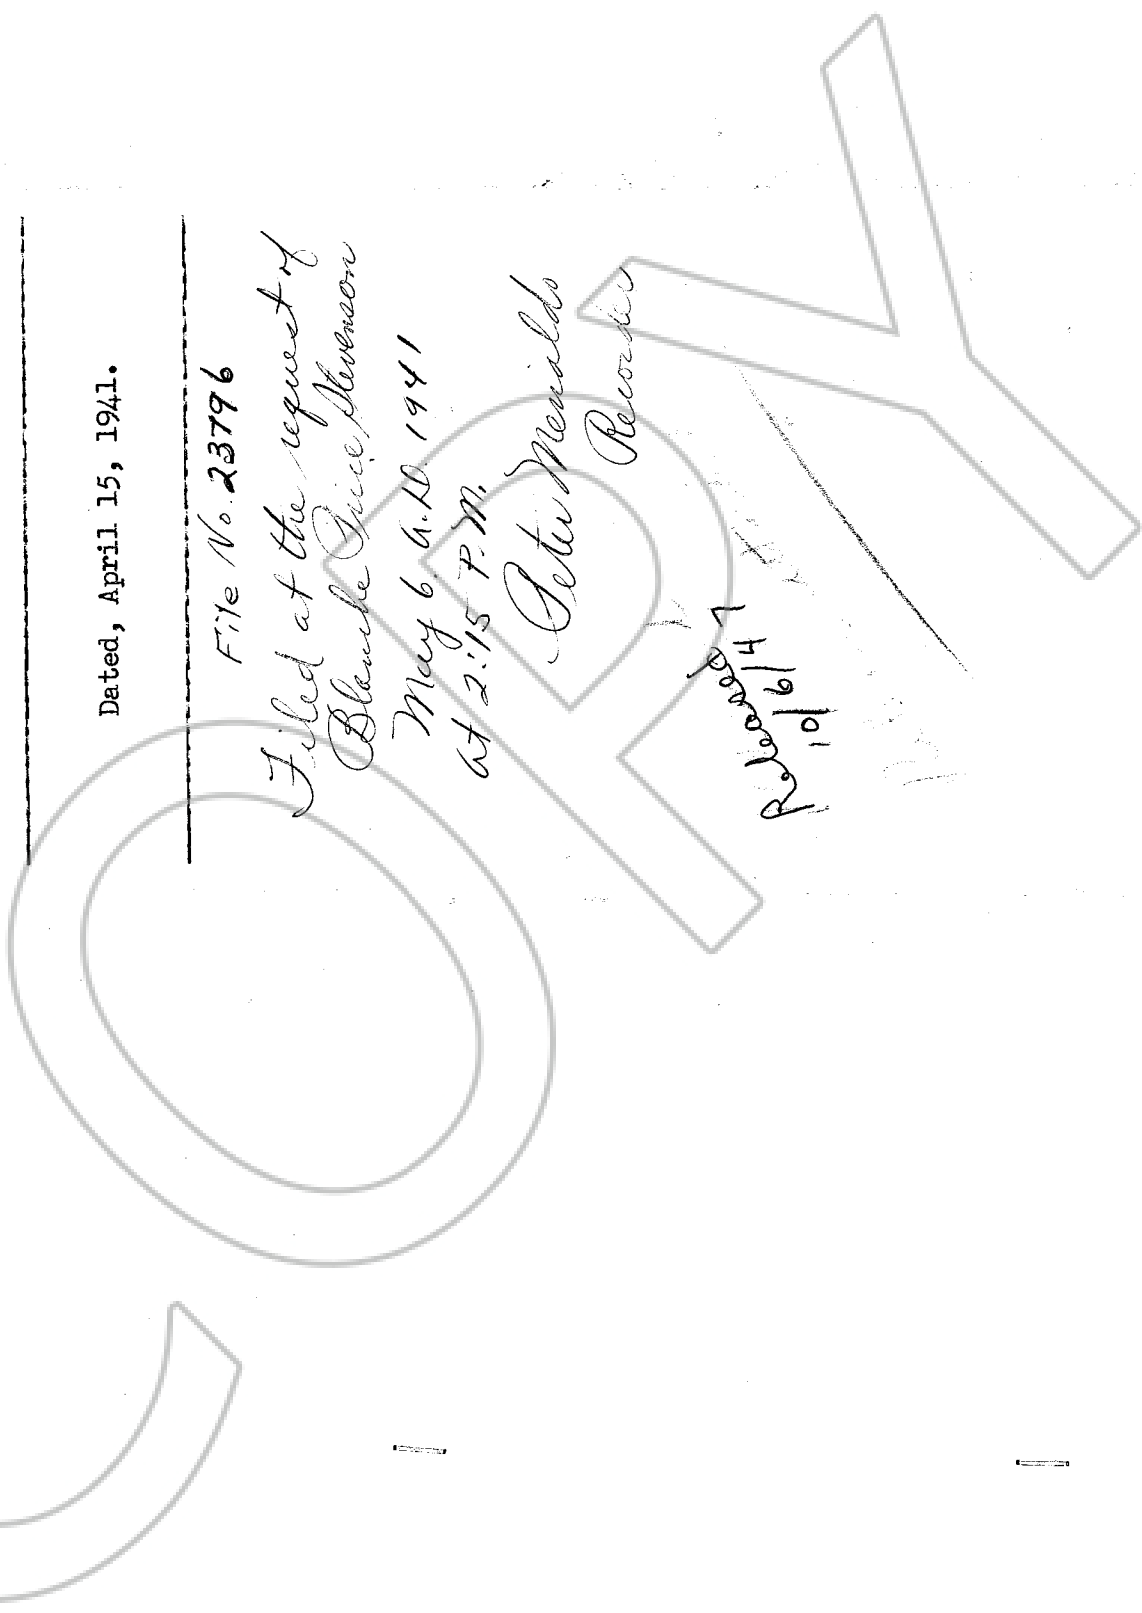 Dated, April 15, 1941.
File No. 23796
Filed at the request of
Blanche Price Stevenson
May 6 A.D. 1941
at 2:15 P.M.
Peter Merialdo
Recorder
Released
10/6/47
COPY